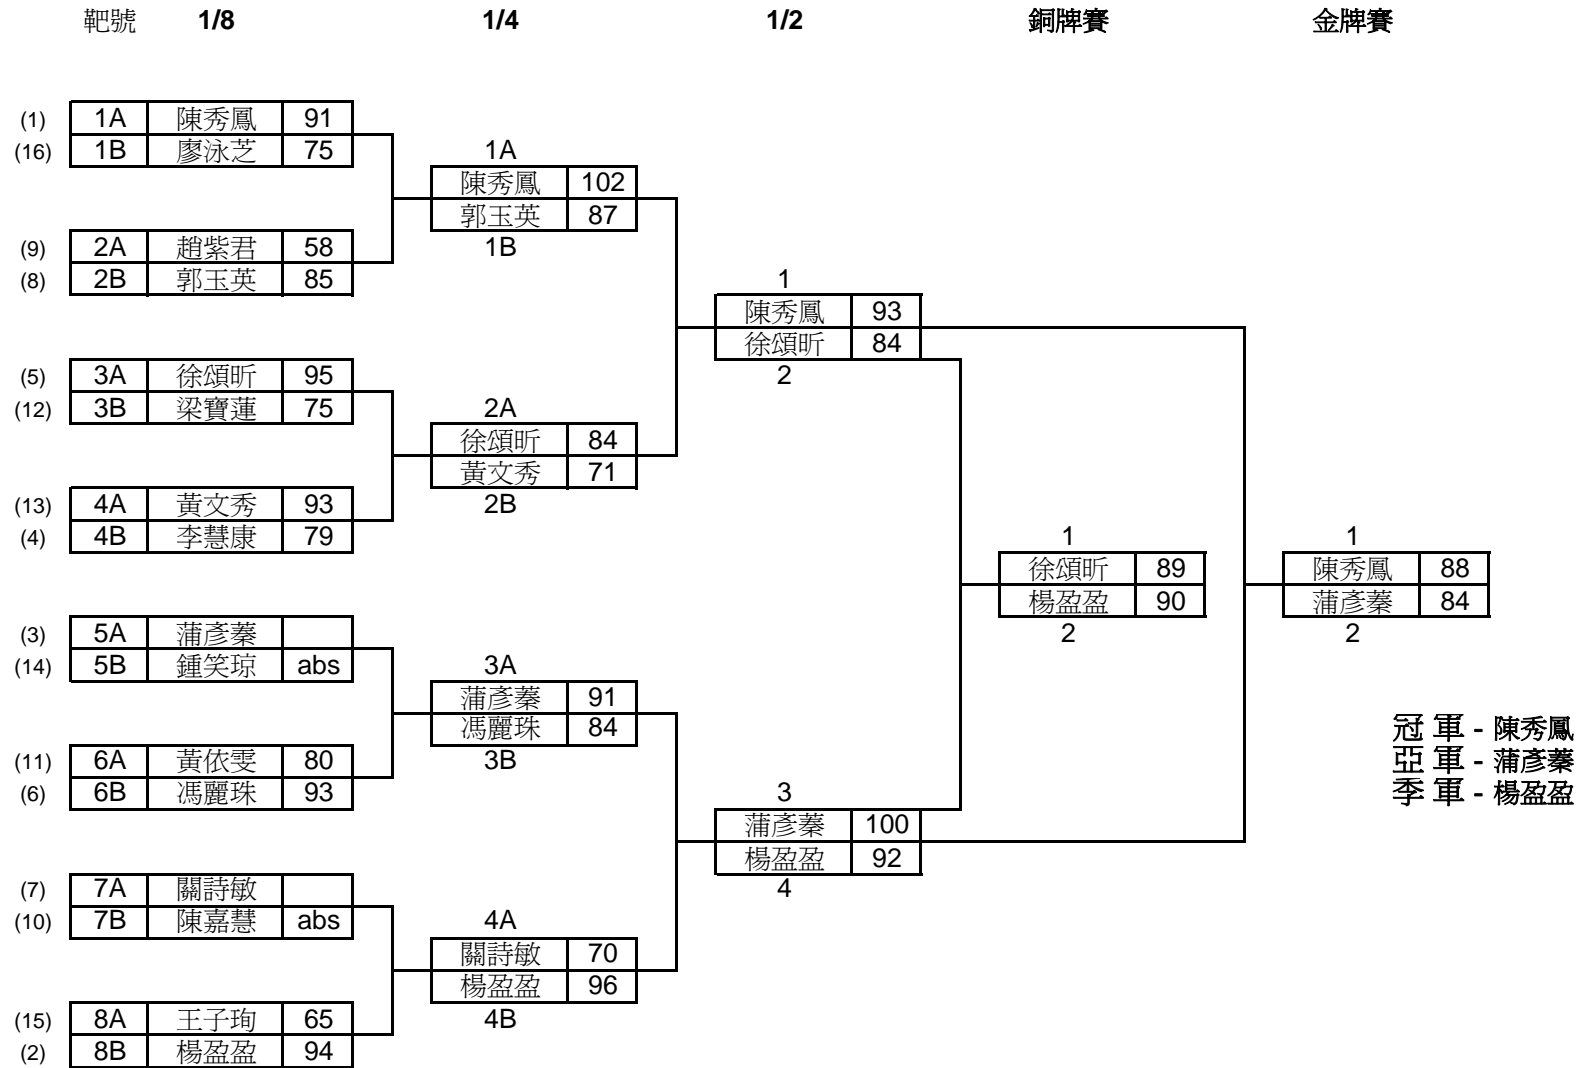 靶號 1/8 1/4 1/2 銅牌賽 金牌賽
(1) 1A 陳秀鳳 91
(16) 1B 廖泳芝 75 1A
陳秀鳳 102
郭玉英 87
(9) 2A 趙紫君 58 1B
(8) 2B 郭玉英 85 1
陳秀鳳 93
徐頌昕 84
(5) 3A 徐頌昕 95 2
(12) 3B 梁寶蓮 75 2A
徐頌昕 84
黃文秀 71
(13) 4A 黃文秀 93 2B
(4) 4B 李慧康 79 1 1
徐頌昕 89 陳秀鳳 88
楊盈盈 90 蒲彥蓁 84
(3) 5A 蒲彥蓁 2 2
(14) 5B 鍾笑琼 abs 3A
蒲彥蓁 91
馮麗珠 84
冠 軍 - 陳秀鳳
(11) 6A 黃依雯 80 3B 亞 軍 - 蒲彥蓁
(6) 6B 馮麗珠 93 3 季 軍 - 楊盈盈
蒲彥蓁 100
楊盈盈 92
(7) 7A 關詩敏 4
(10) 7B 陳嘉慧 abs 4A
關詩敏 70
楊盈盈 96
(15) 8A 王子珣 65 4B
(2) 8B 楊盈盈 94